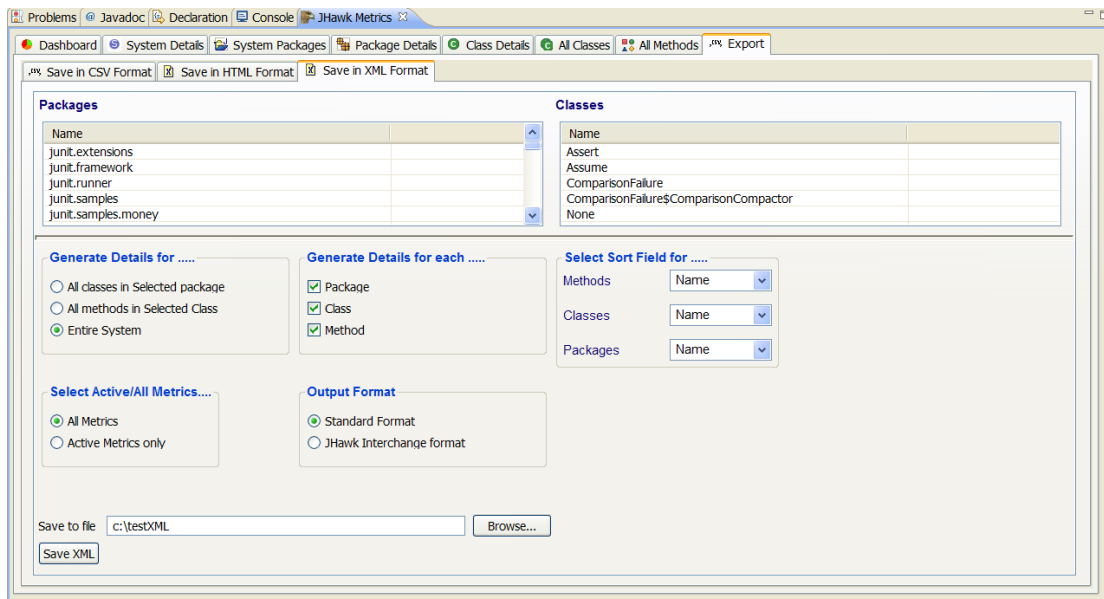 Problems @ Javadoc Declaration Console JHawk Metrics
Dashboard System Details System Packages Package Details Class Details All Classes All Methods Export
Save in CSV Format Save in HTML Format Save in XML Format
Packages
Name
junit.extensions
junit.framework
junit.runner
junit.samples
junit.samples.money
Classes
Name
Assert
Assume
ComparisonFailure
ComparisonFailure$ComparisonCompactor
None
Generate Details for .....
All classes in Selected package
All methods in Selected Class
Entire System
Generate Details for each .....
Package
Class
Method
Select Sort Field for .....
Methods Name
Classes Name
Packages Name
Select Active/All Metrics....
All Metrics
Active Metrics only
Output Format
Standard Format
JHawk Interchange format
Save to file c:\testXML Browse...
Save XML